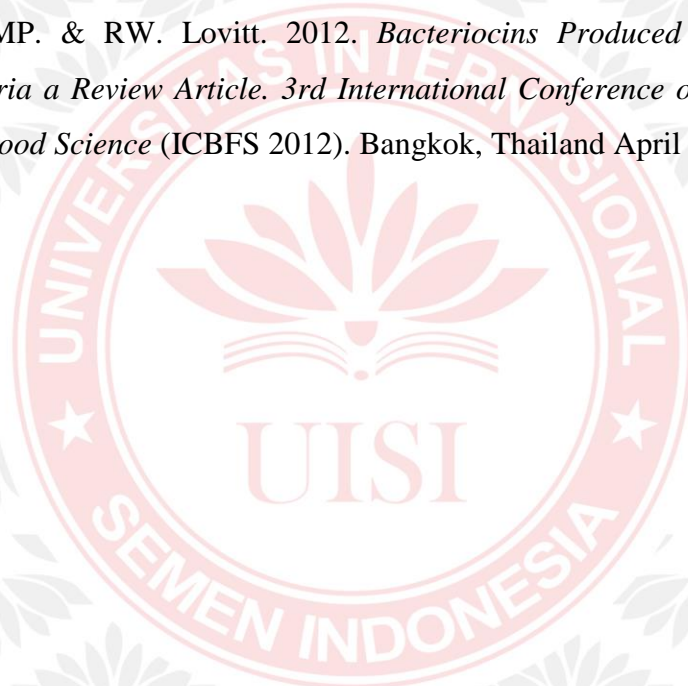 MP. & RW. Lovitt. 2012. Bacteriocins Produced
ria a Review Article. 3rd International Conference o
ood Science (ICBFS 2012). Bangkok, Thailand April
UNIVERSITAS INTERNASIONAL
UISI
SEMEN INDONESIA